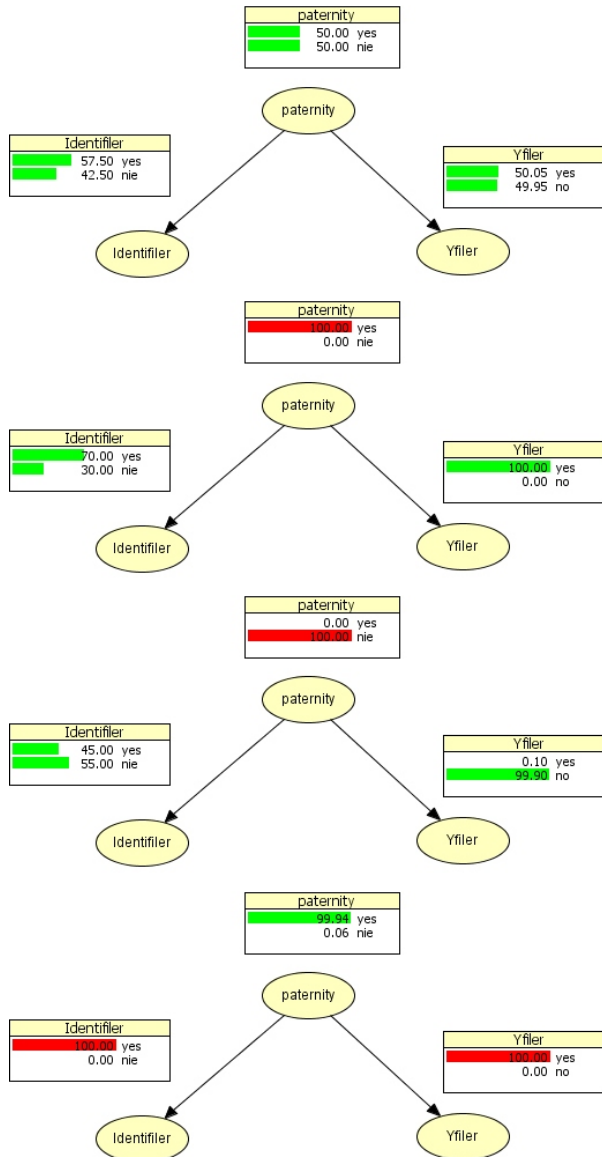 paternity
50.00 yes
50.00 nie
paternity
Identifiler
57.50 yes
42.50 nie
Yfiler
50.05 yes
49.95 no
Identifiler
Yfiler
paternity
100.00 yes
0.00 nie
paternity
Identifiler
70.00 yes
30.00 nie
Yfiler
100.00 yes
0.00 no
Identifiler
Yfiler
paternity
0.00 yes
100.00 nie
paternity
Identifiler
45.00 yes
55.00 nie
Yfiler
0.10 yes
99.90 no
Identifiler
Yfiler
paternity
99.94 yes
0.06 nie
paternity
Identifiler
100.00 yes
0.00 nie
Yfiler
100.00 yes
0.00 no
Identifiler
Yfiler